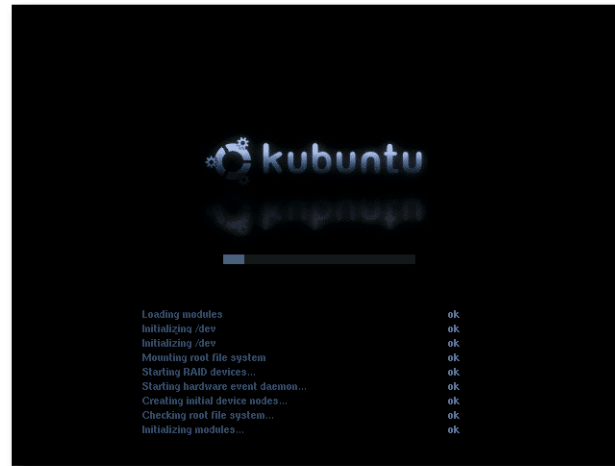 kubuntu
Loading modules ok
Initializing /dev ok
Initializing /dev ok
Mounting root file system ok
Starting RAID devices... ok
Starting hardware event daemon... ok
Creating initial device nodes... ok
Checking root file system... ok
Initializing modules... ok